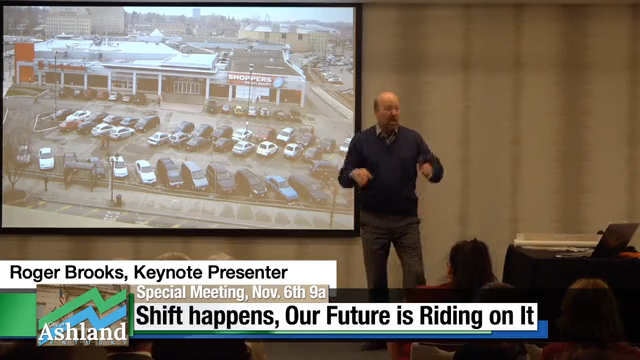 SHOPPERS
Roger Brooks, Keynote Presenter
Special Meeting, Nov. 6th 9a
Ashland
Shift happens, Our Future is Riding on It